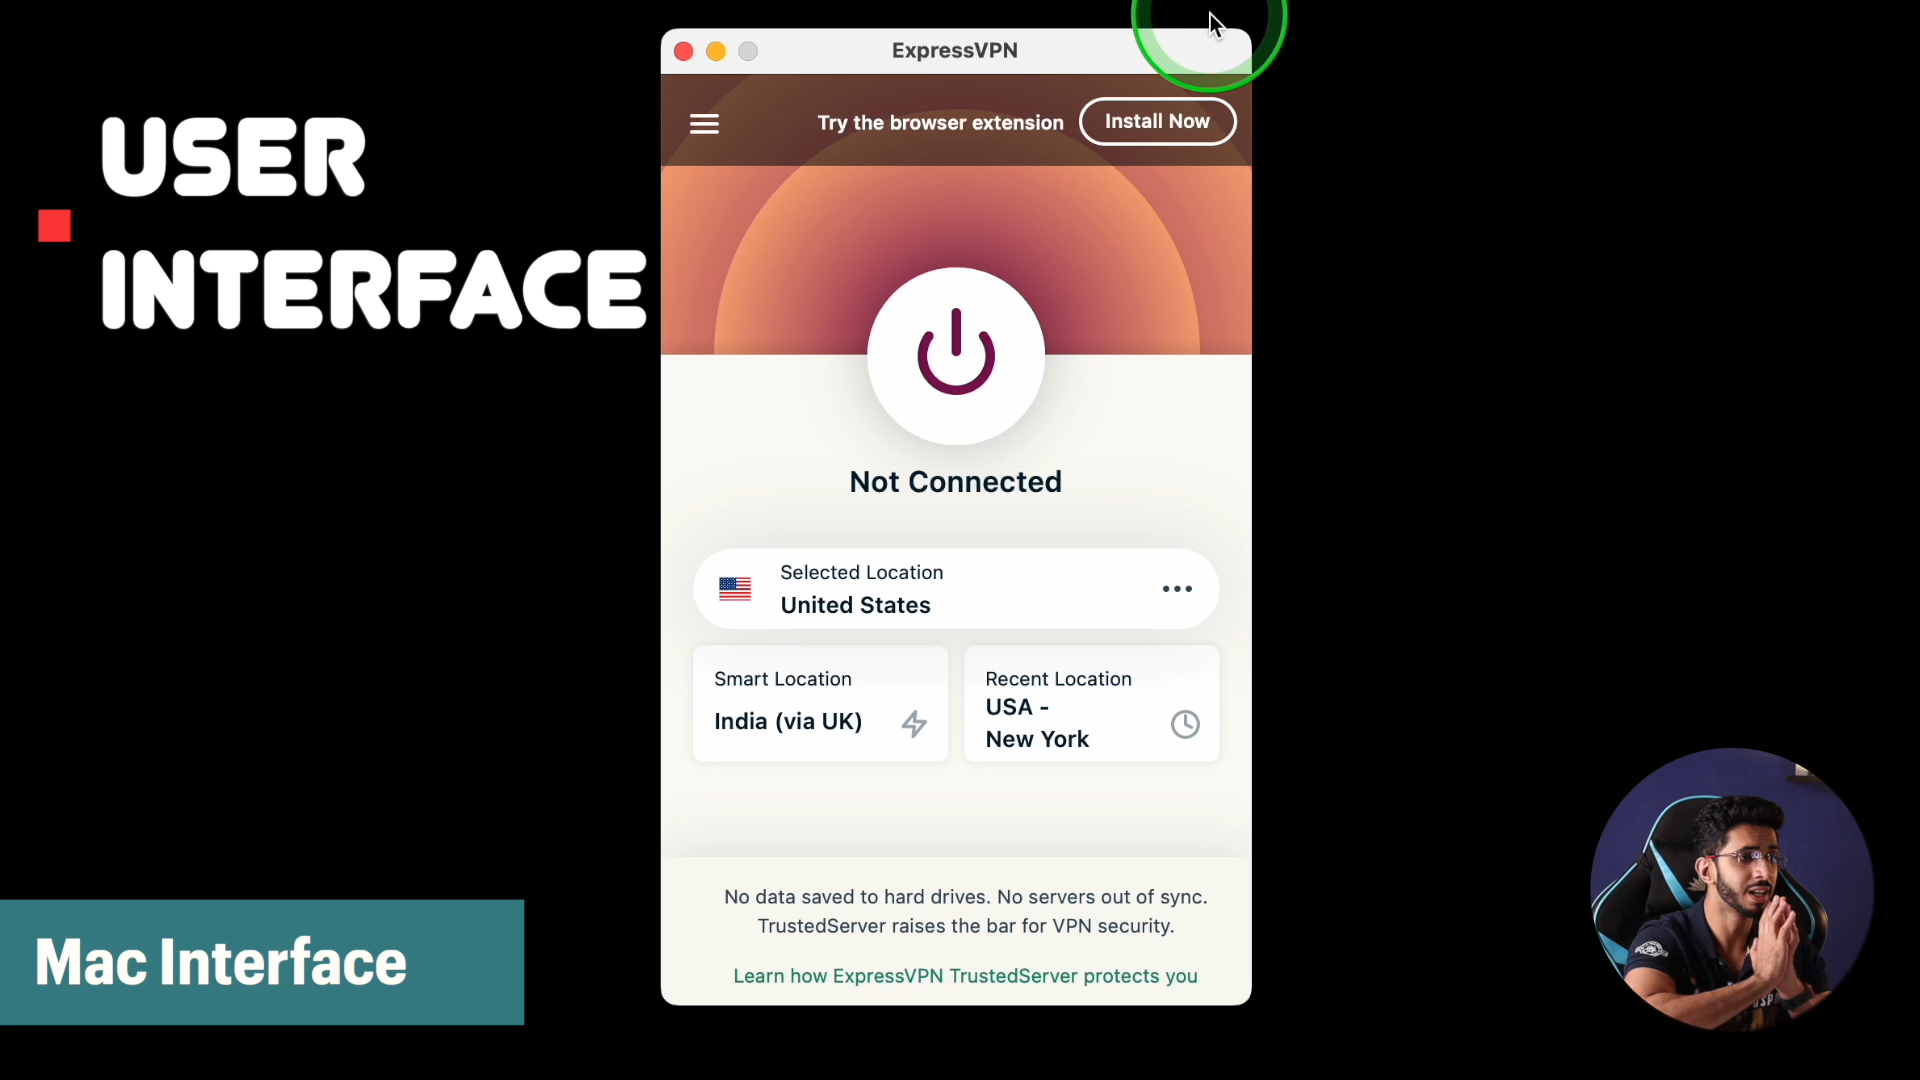 ExpressVPN
Try the browser extension
Install Now
USER
INTERFACE
Not Connected
Selected Location
United States
Smart Location
India (via UK)
Recent Location
USA -
New York
No data saved to hard drives. No servers out of sync.
TrustedServer raises the bar for VPN security.
Learn how ExpressVPN TrustedServer protects you
Mac Interface